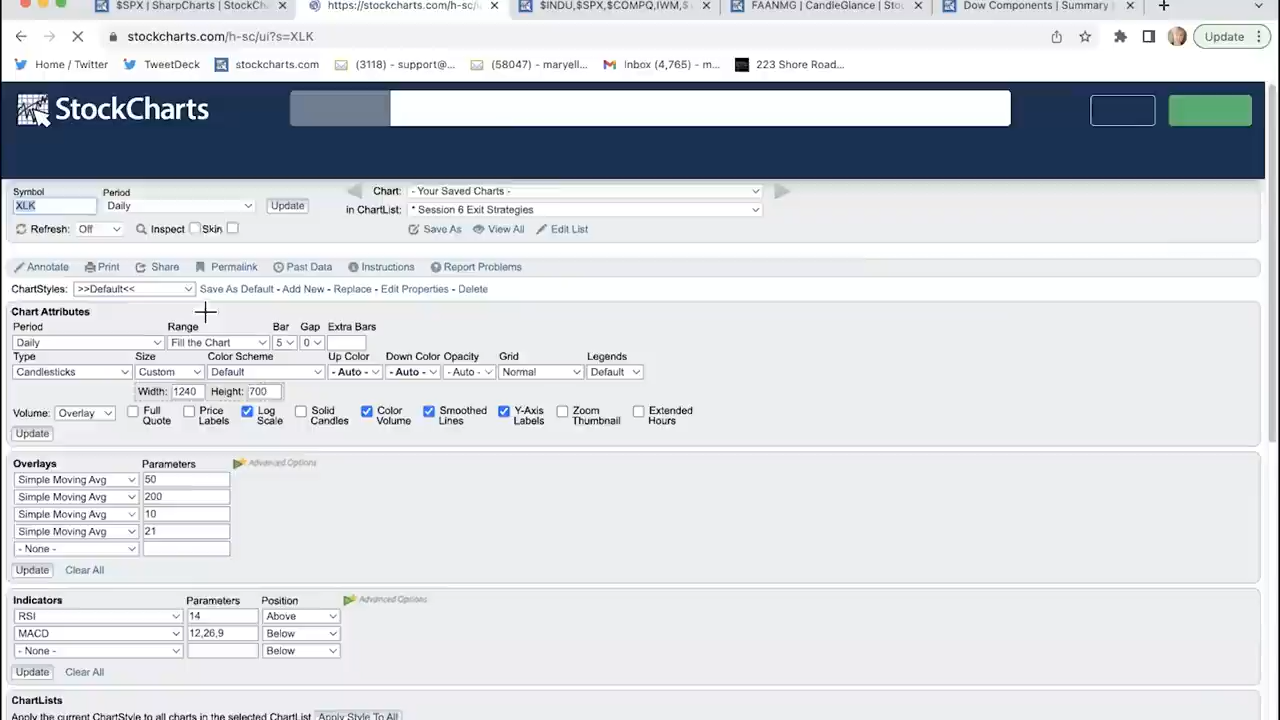 $SPX | SharpCharts | StockCh
https://stockcharts.com/h-sc/u
$INDU,$SPX,$COMPQ,IWM,$
FAANMG | CandleGlance | Stoc
Dow Components | Summary |
stockcharts.com/h-sc/ui?s=XLK
Update
Home / Twitter
TweetDeck
stockcharts.com
(3118) - support@...
(58047) - maryell...
Inbox (4,765) - m...
223 Shore Road...
StockCharts
Symbol
Period
XLK
Daily
Update
Chart: - Your Saved Charts -
in ChartList: * Session 6 Exit Strategies
Refresh: Off
Inspect
Skin
Save As
View All
Edit List
Annotate
Print
Share
Permalink
Past Data
Instructions
Report Problems
ChartStyles: >>Default<<
Save As Default - Add New - Replace - Edit Properties - Delete
Chart Attributes
Period Range Bar Gap Extra Bars
Daily Fill the Chart 5 0
Type Size Color Scheme Up Color Down Color Opacity Grid Legends
Candlesticks Custom Default - Auto - - Auto - - Auto - Normal Default
Width: 1240 Height: 700
Volume: Overlay
Full Quote
Price Labels
Log Scale
Solid Candles
Color Volume
Smoothed Lines
Y-Axis Labels
Zoom Thumbnail
Extended Hours
Update
Overlays Parameters Advanced Options
Simple Moving Avg 50
Simple Moving Avg 200
Simple Moving Avg 10
Simple Moving Avg 21
- None -
Update Clear All
Indicators Parameters Position Advanced Options
RSI 14 Above
MACD 12,26,9 Below
- None - Below
Update Clear All
ChartLists
Apply the current ChartStyle to all charts in the selected ChartList Apply Style To All